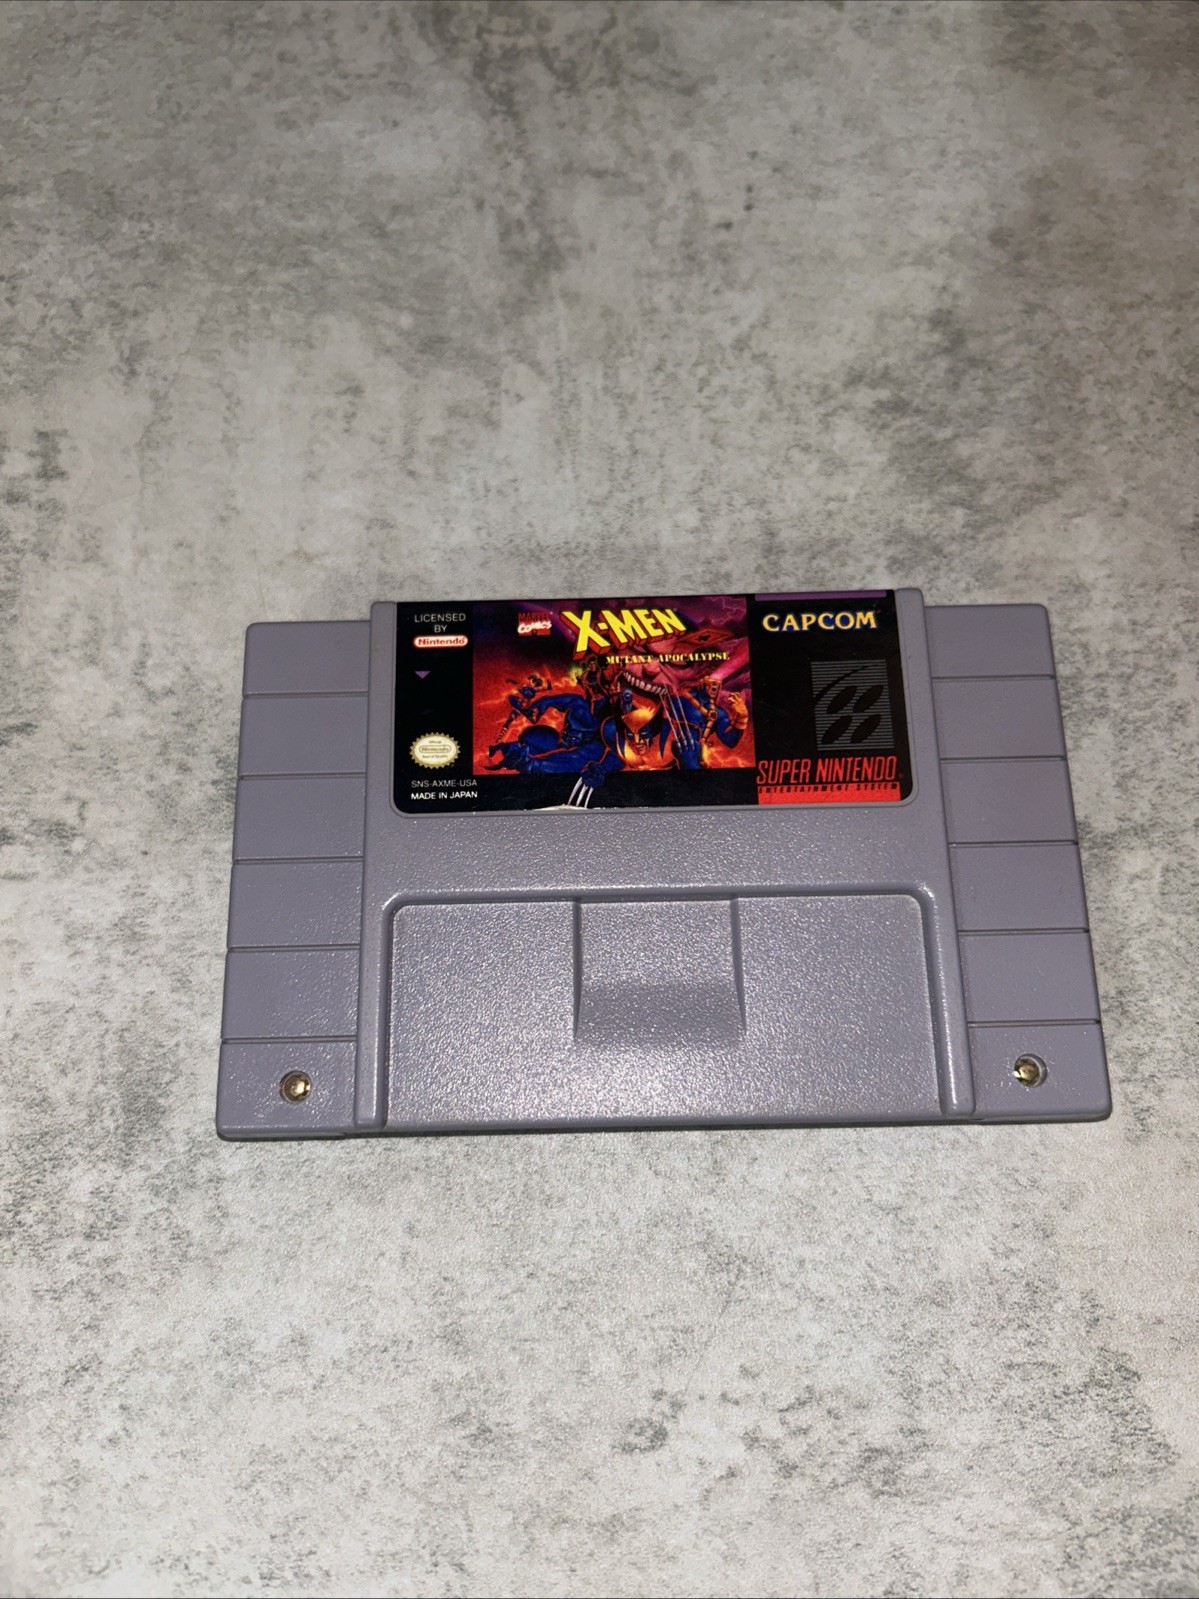 LICENSED
BY
Nintendo
SNS-AXME-USA
MADE IN JAPAN
MARVEL
COMICS
X-MEN
MUTANT APOCALYPSE
CAPCOM
SUPER NINTENDO
ENTERTAINMENT SYSTEM
Nintendo